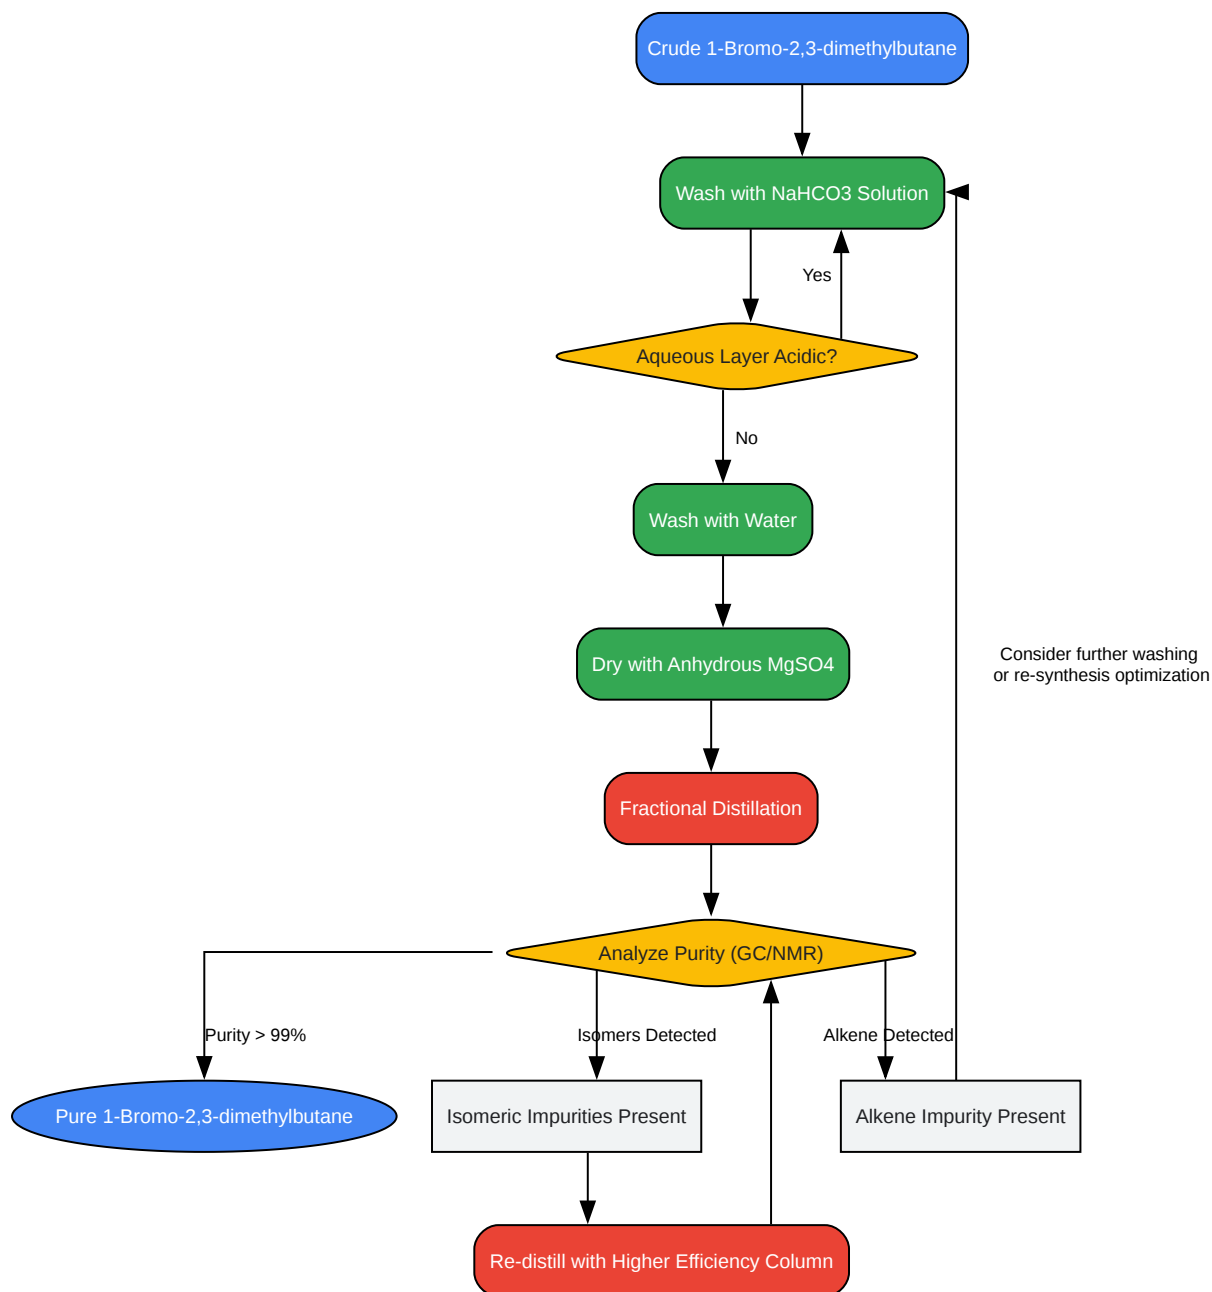 Crude 1-Bromo-2,3-dimethylbutane
Wash with NaHCO3 Solution
Yes
Aqueous Layer Acidic?
No
Wash with Water
Dry with Anhydrous MgSO4
Consider further washing
or re-synthesis optimization
Fractional Distillation
Analyze Purity (GC/NMR)
Purity > 99%
Isomers Detected
Alkene Detected
Pure 1-Bromo-2,3-dimethylbutane
Isomeric Impurities Present
Alkene Impurity Present
Re-distill with Higher Efficiency Column